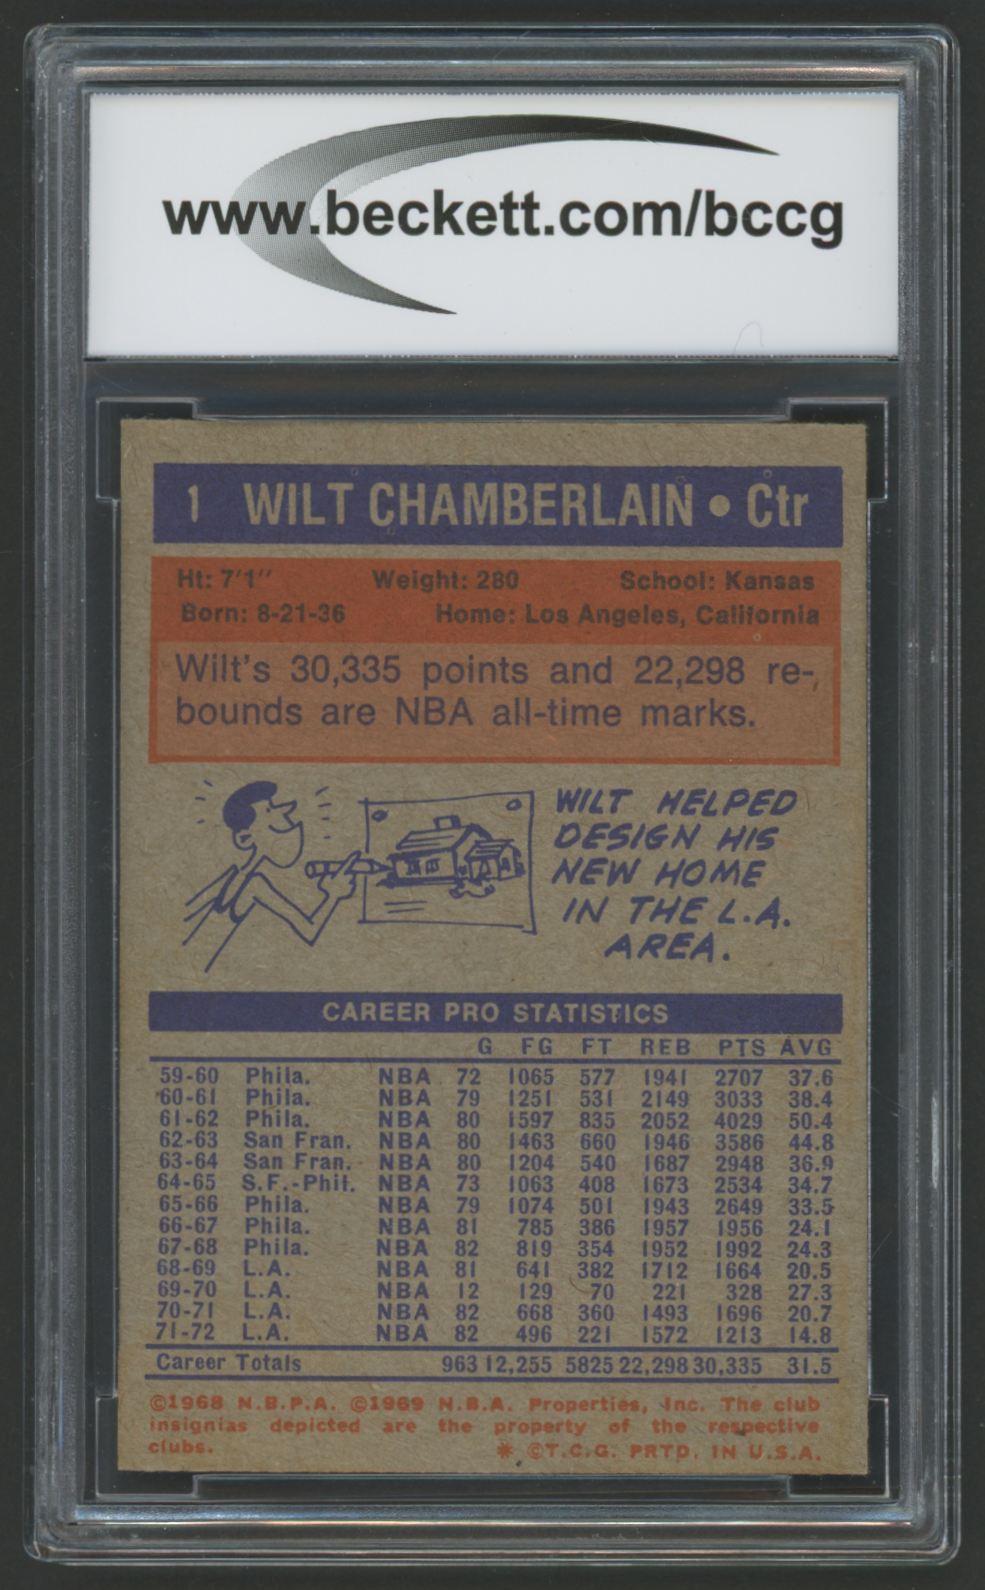 www.beckett.com/bccg
1 WILT CHAMBERLAIN • Ctr
Ht: 7'1" Weight: 280 School: Kansas
Born: 8-21-36 Home: Los Angeles, California
Wilt's 30,335 points and 22,298 re-
bounds are NBA all-time marks.
WILT HELPED
DESIGN HIS
NEW HOME
IN THE L.A.
AREA.
CAREER PRO STATISTICS
G FG FT REB PTS AVG
59-60 Phila. NBA 72 1065 577 1941 2707 37.6
60-61 Phila. NBA 79 1251 531 2149 3033 38.4
61-62 Phila. NBA 80 1597 835 2052 4029 50.4
62-63 San Fran. NBA 80 1463 660 1946 3586 44.8
63-64 San Fran. NBA 80 1204 540 1687 2948 36.9
64-65 S.F.-Phil. NBA 73 1063 408 1673 2534 34.7
65-66 Phila. NBA 79 1074 501 1943 2649 33.5
66-67 Phila. NBA 81 785 386 1957 1956 24.1
67-68 Phila. NBA 82 819 354 1952 1992 24.3
68-69 L.A. NBA 81 641 382 1712 1664 20.5
69-70 L.A. NBA 12 129 70 221 328 27.3
70-71 L.A. NBA 82 668 360 1493 1696 20.7
71-72 L.A. NBA 82 496 221 1572 1213 14.8
Career Totals 963 12,255 5825 22,298 30,335 31.5
©1968 N.B.P.A. ©1969 N.B.A. Properties, Inc. The club
insignias depicted are the property of the respective
clubs. * ©T.C.G. PRTD. IN U.S.A.